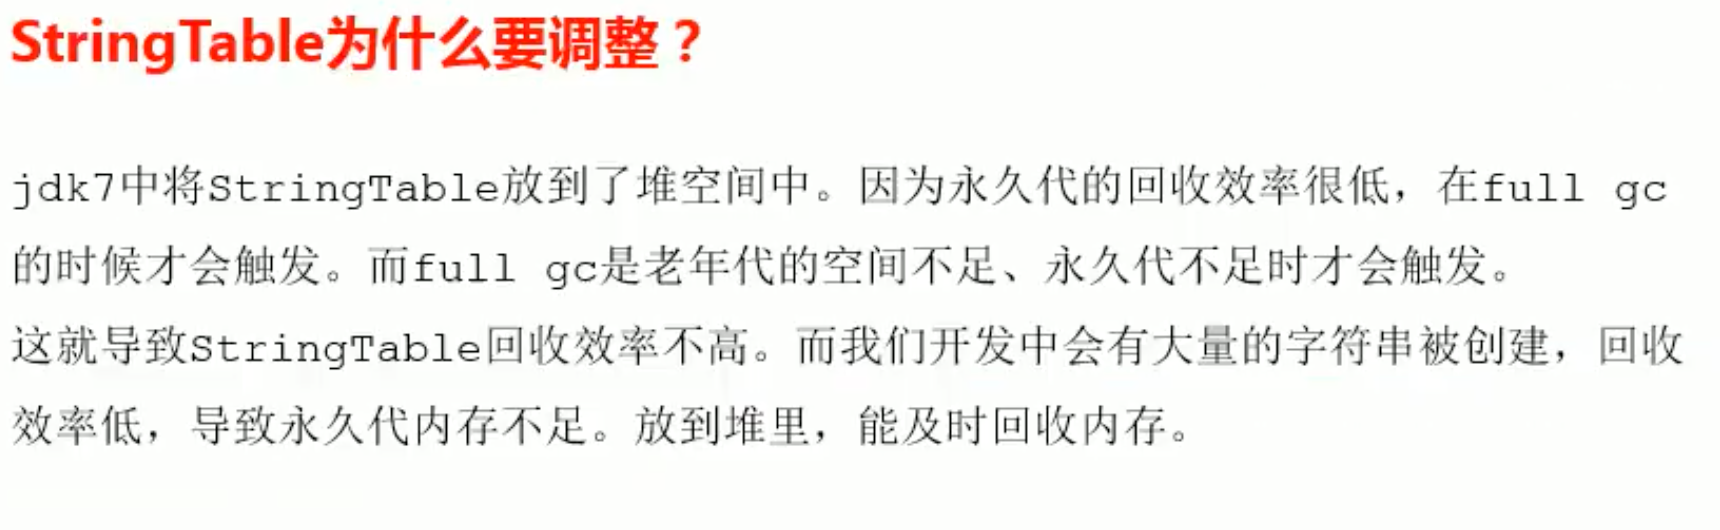 StringTable为什么要调整？
jdk7中将StringTable放到了堆空间中。因为永久代的回收效率很低，在full gc
的时候才会触发。而full gc是老年代的空间不足、永久代不足时才会触发。
这就导致StringTable回收效率不高。而我们开发中会有大量的字符串被创建，回收
效率低，导致永久代内存不足。放到堆里，能及时回收内存。